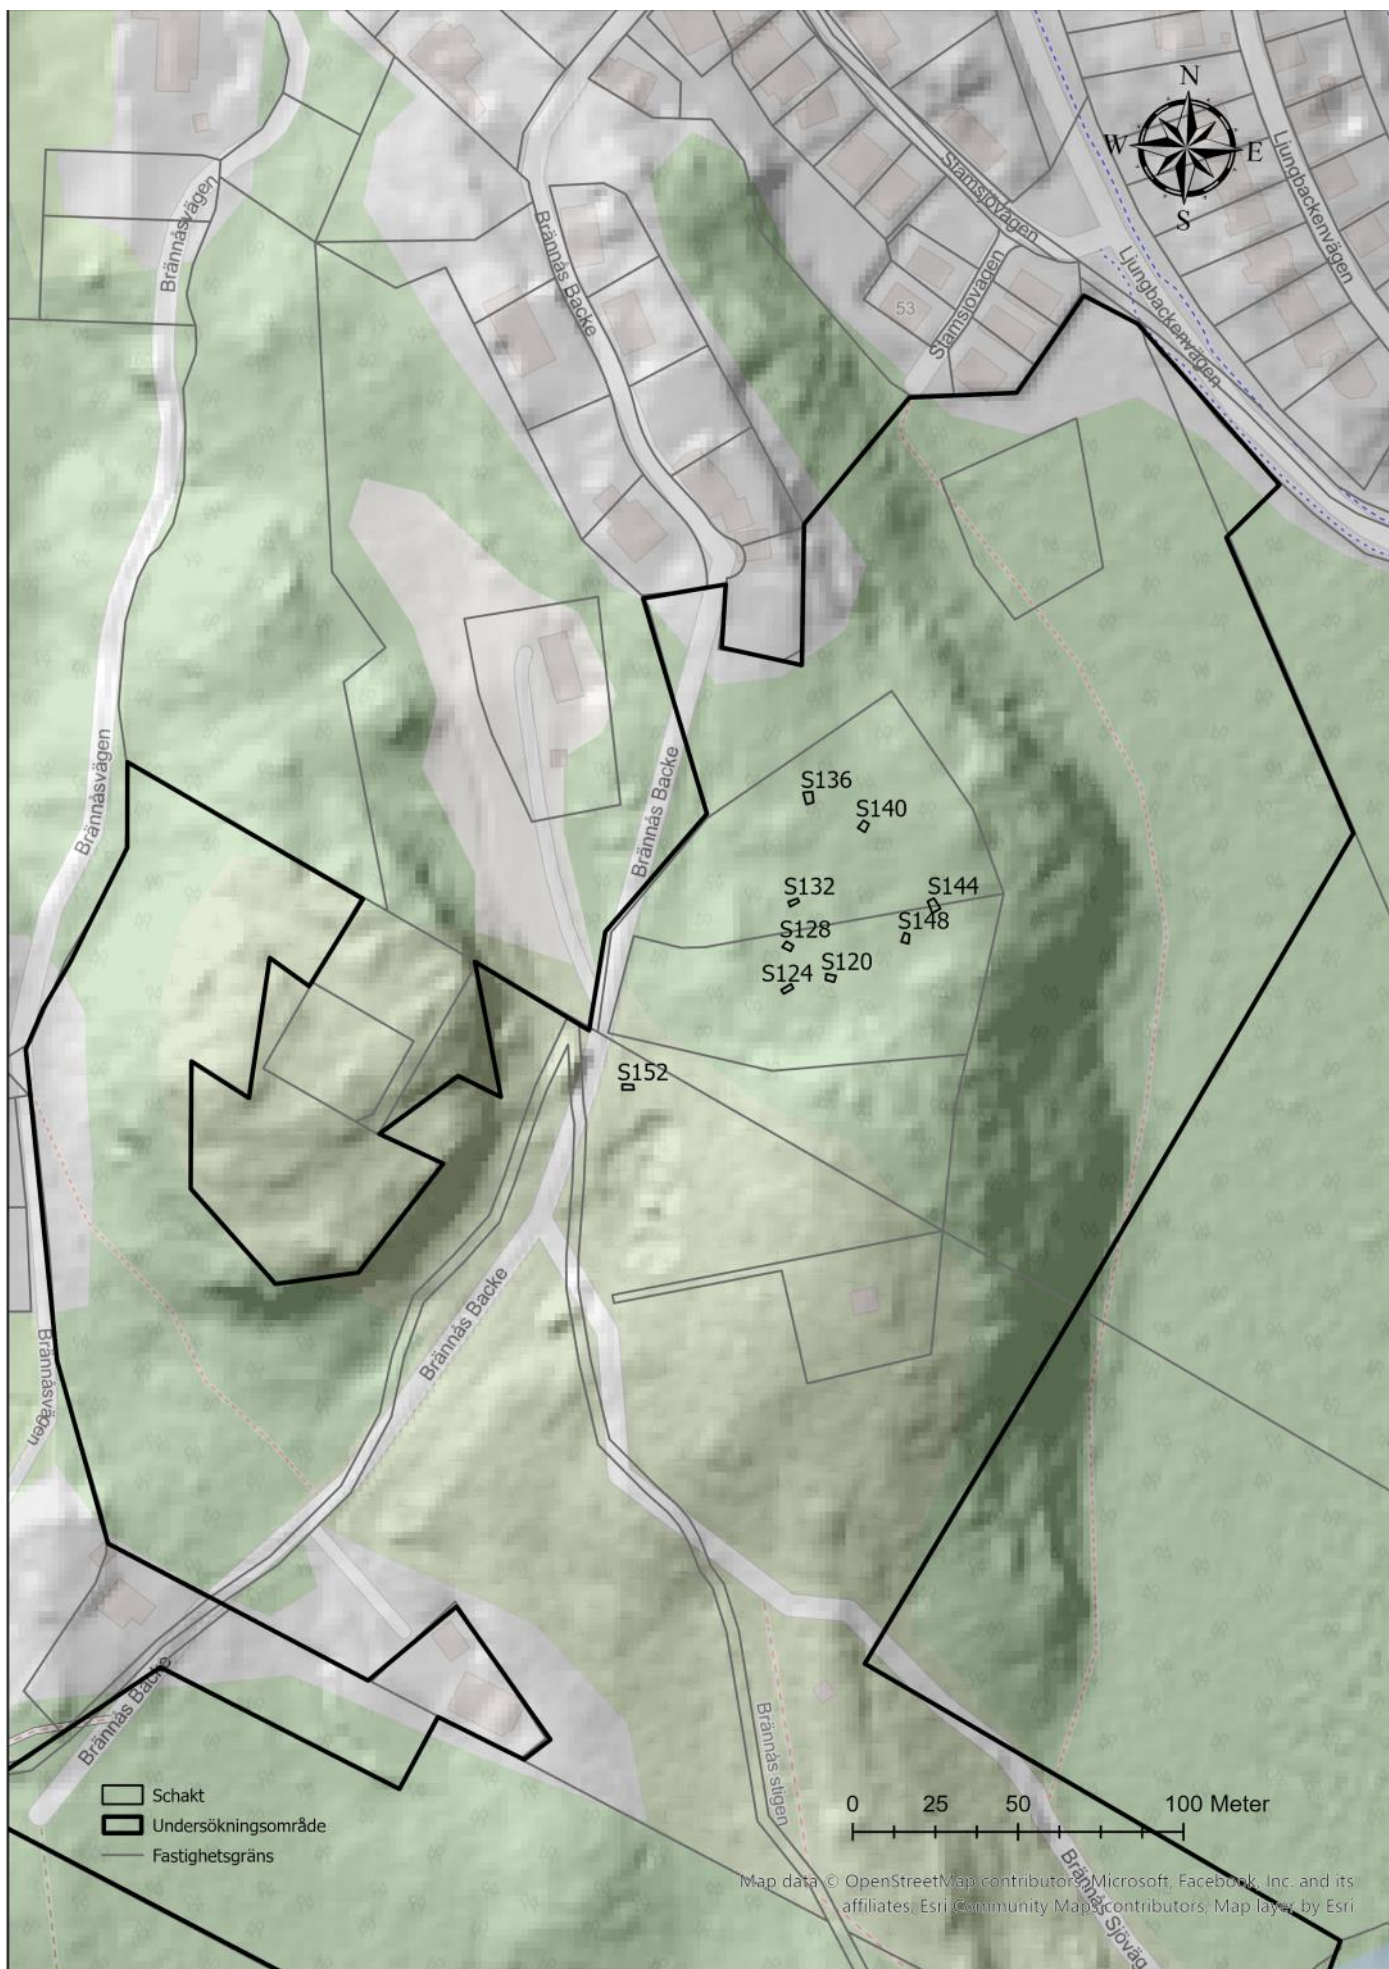 N
W
E
S
Brännåsvägen
Brännås Backe
Stamsjövägen
Ljungbackenvägen
53
Stamsjövägen
Ljungbackenvägen
Brännåsvägen
Brännås Backe
S136
S140
S132
S144
S128
S148
S124
S120
S152
Brännåsvägen
Brännås Backe
Brännås Backe
Brännås stigen
Schakt
Undersökningsområde
Fastighetsgräns
0 25 50 100 Meter
Brännås Sjöväg
Map data © OpenStreetMap contributors, Microsoft, Facebook, Inc. and its
affiliates, Esri Community Maps contributors, Map layer by Esri